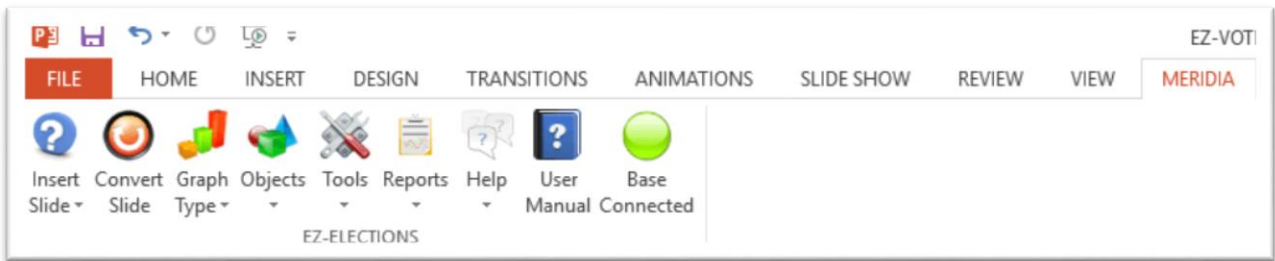 EZ-VOT
FILE HOME INSERT DESIGN TRANSITIONS ANIMATIONS SLIDE SHOW REVIEW VIEW MERIDIA
Insert Convert Graph Objects Tools Reports Help User Base
Slide Slide Type Manual Connected
EZ-ELECTIONS